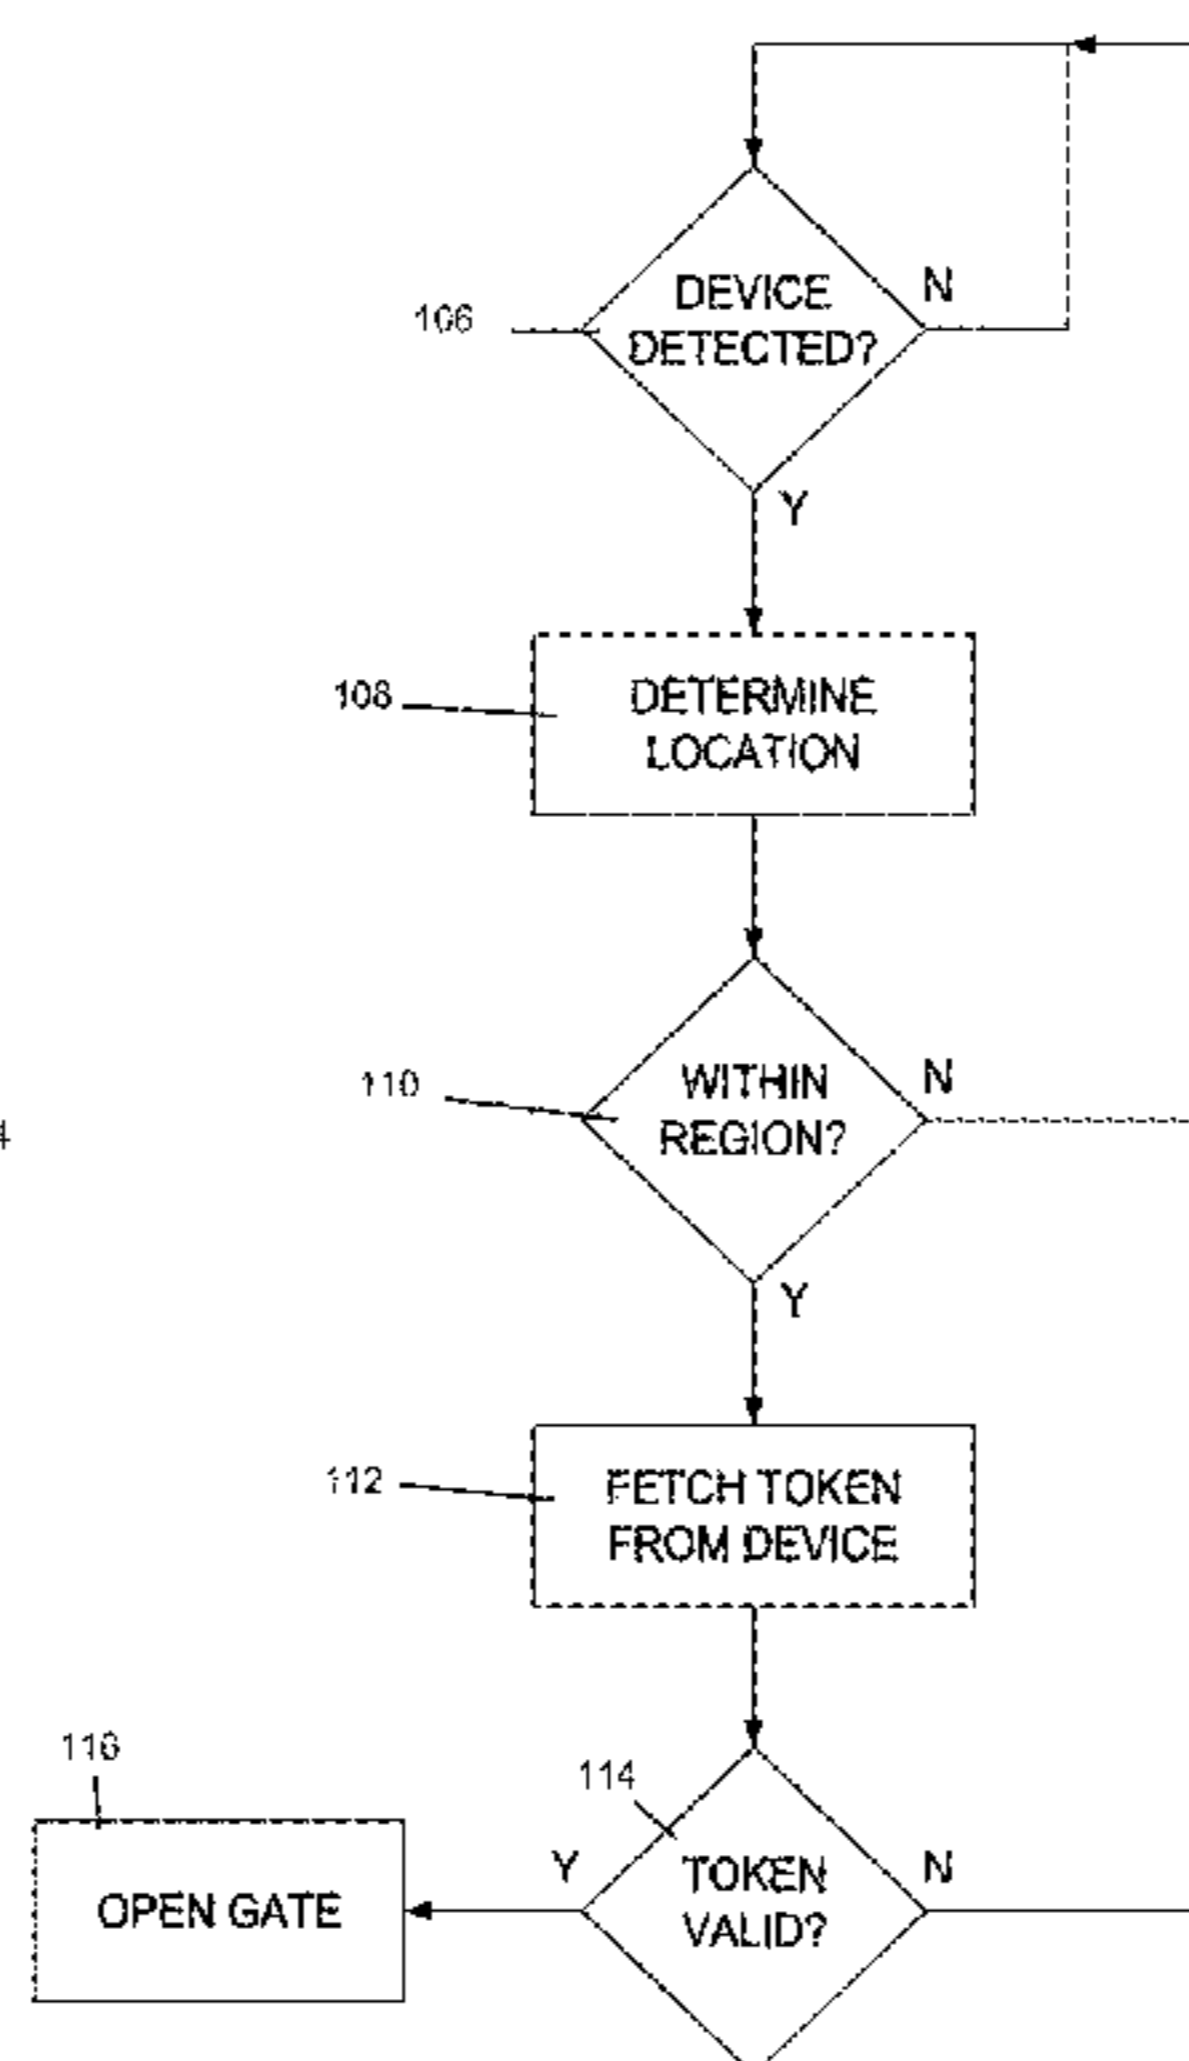 DEVICE
N
106
DETECTED?
Y
108
DETERMINE
LOCATION
WITHIN
N
110
REGION?
4
Y
112
FETCH TOKEN
FROM DEVICE
116
114
Y
TOKEN
N
OPEN GATE
VALID?